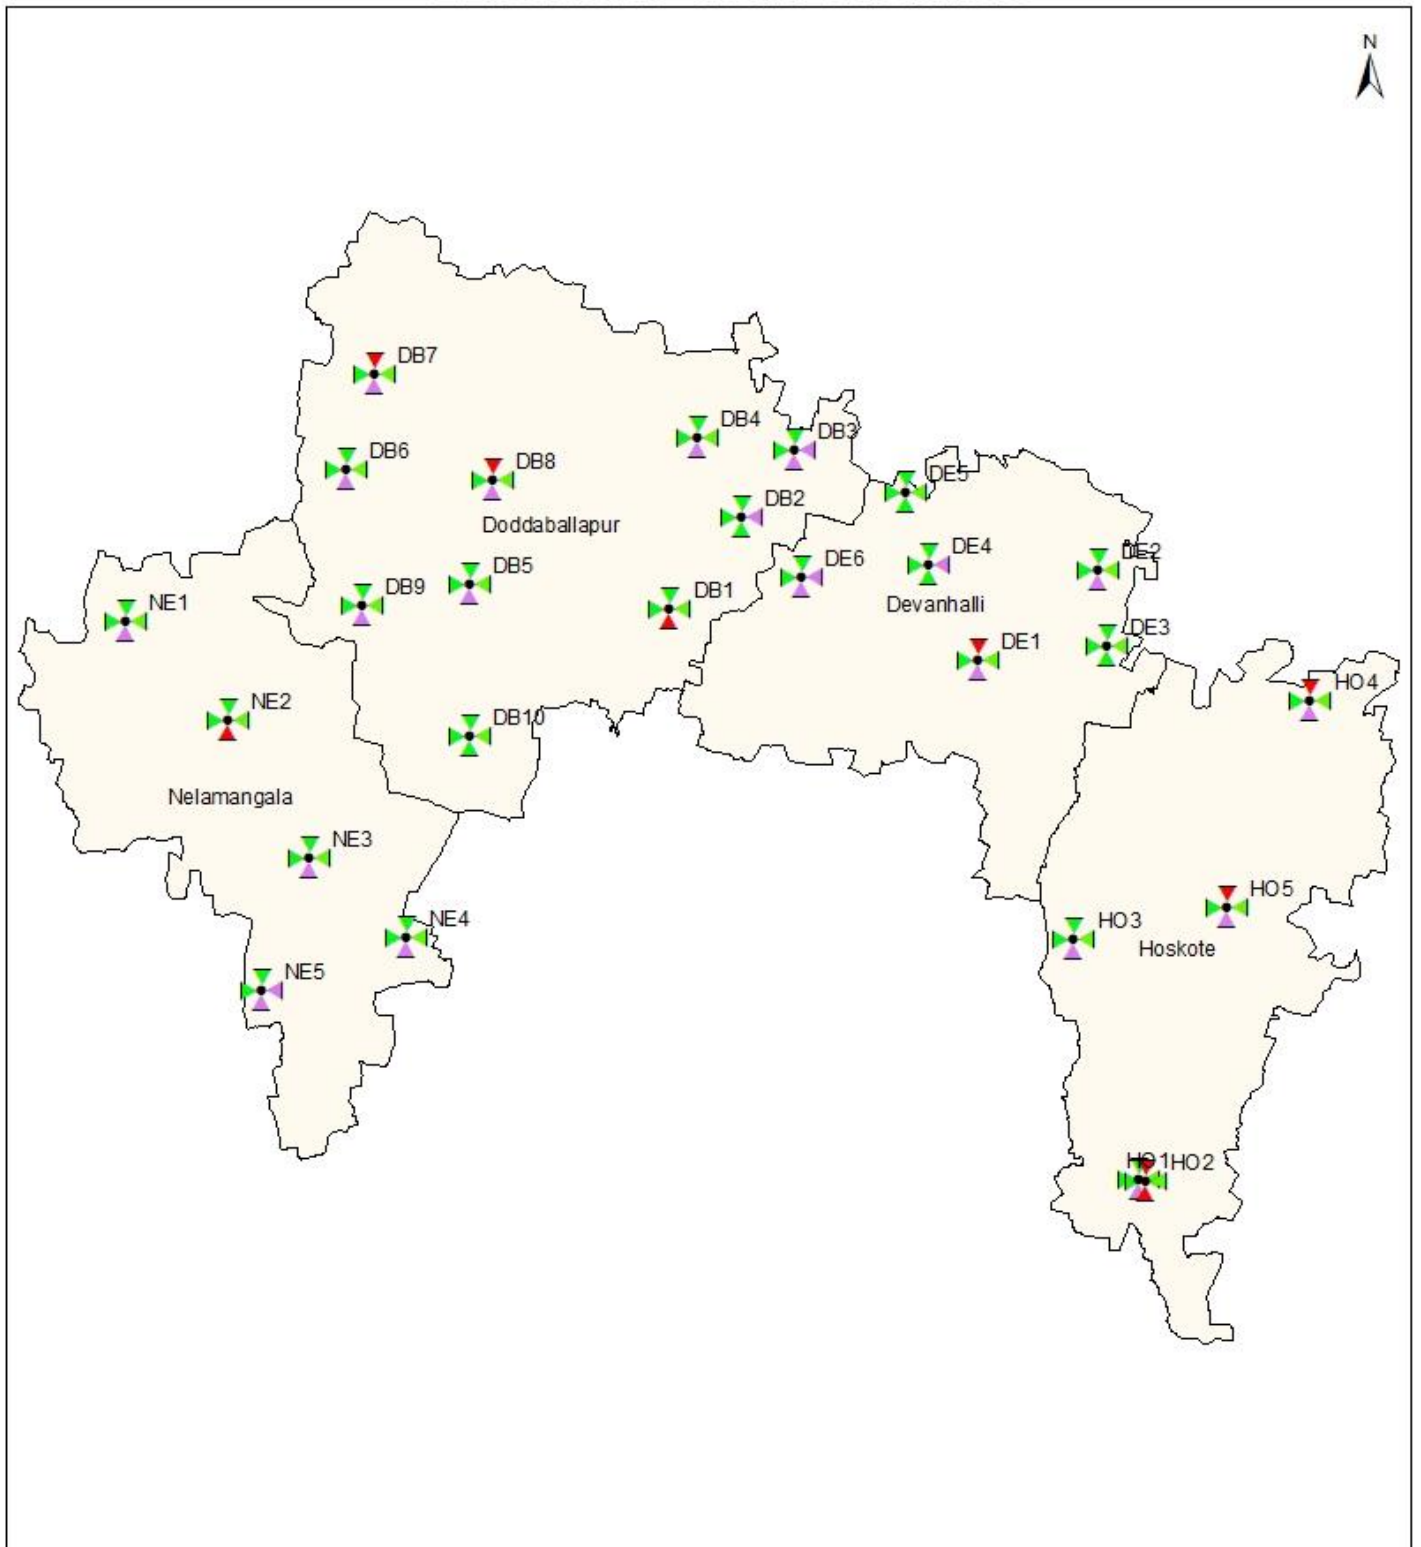 N
DB7
DB4
DB3
DB6
DB8
DE5
DB2
Doddaballapur
DE4
DE2
DE6
DB5
DB1
DB9
NE1
Devanhalli
DE3
DE1
HO4
NE2
DB10
Nelamangala
NE3
HO5
NE4
HO3
Hoskote
NE5
HO1 HO2